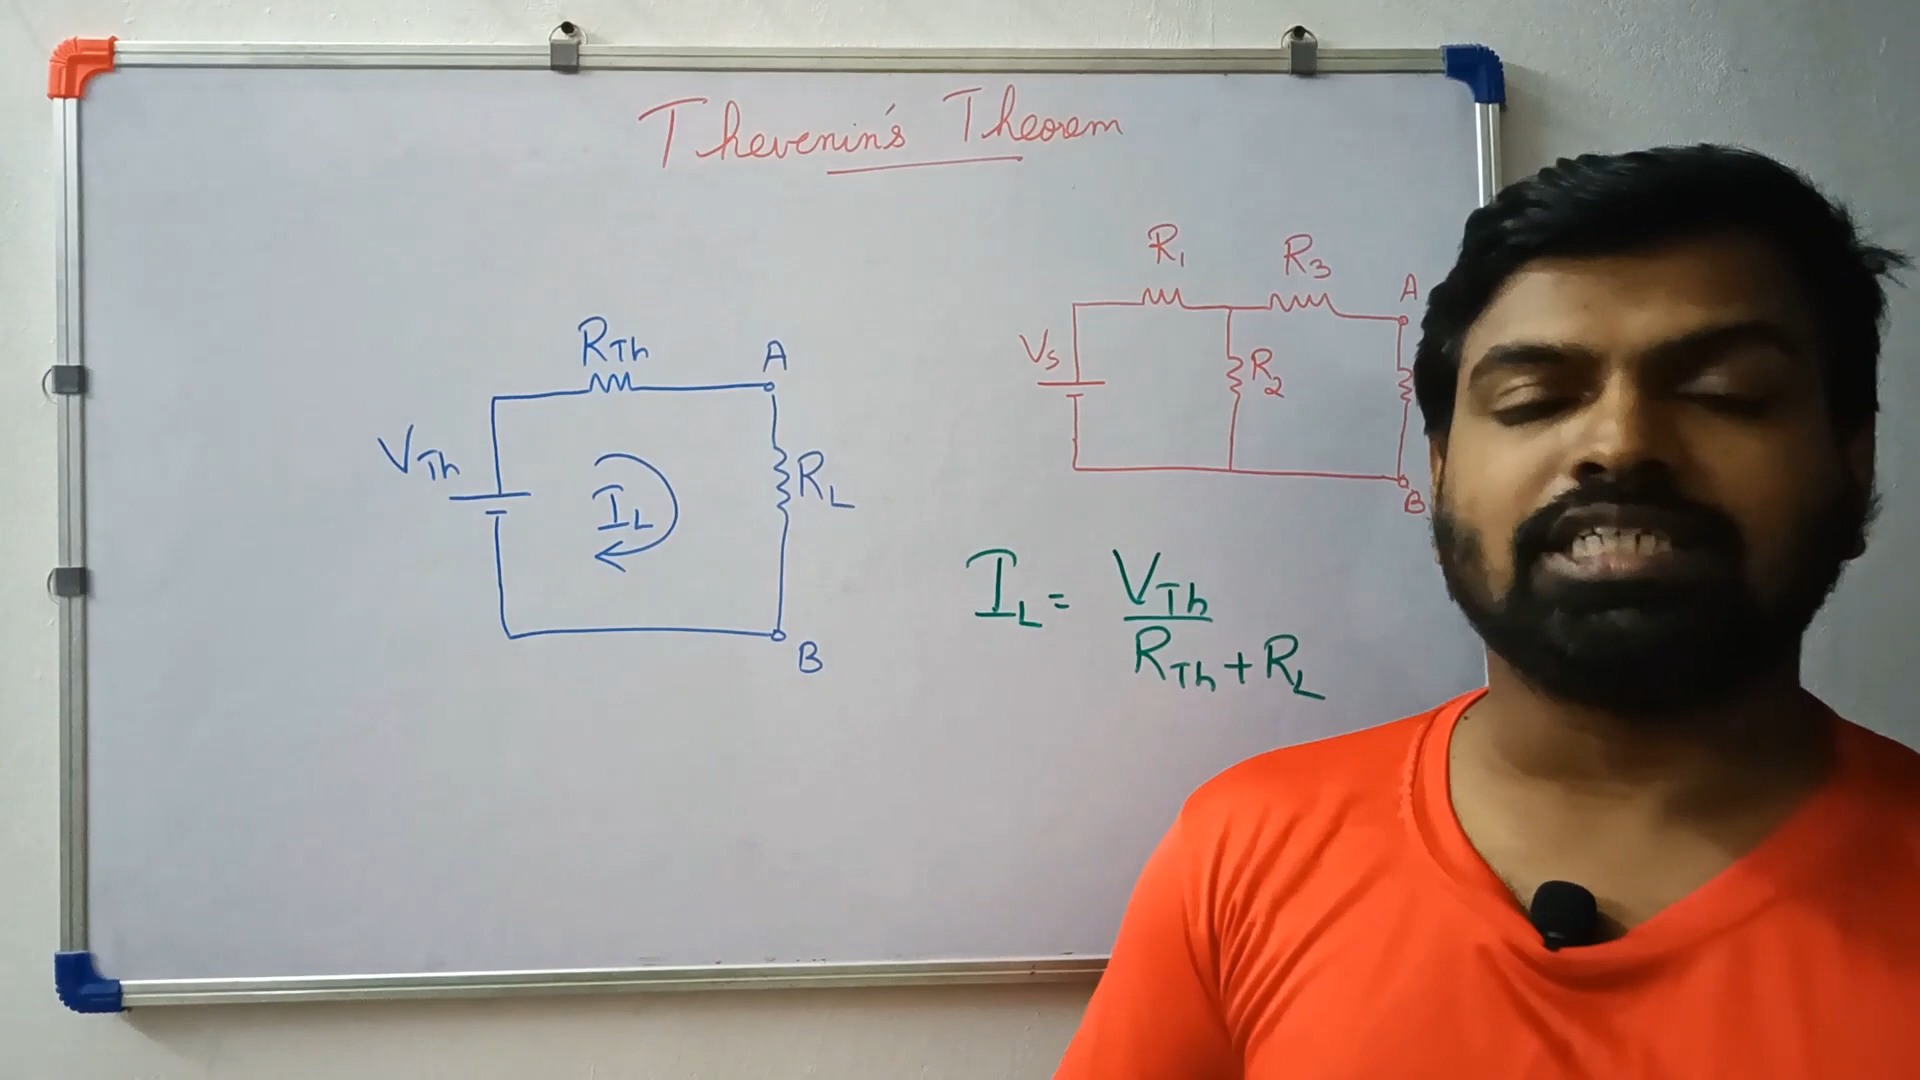 Thevenin's Theorem
R1
R3
A
Vs
R2
B
RTh
A
VTh
IL
RL
B
IL = VTh
RTh + RL